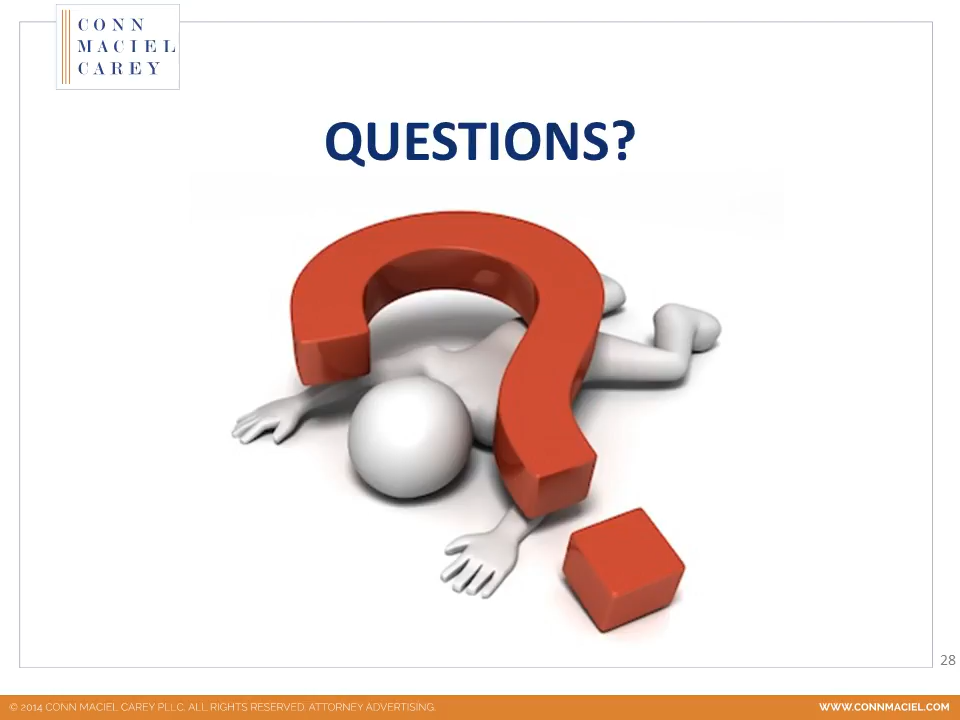 CONN
MACIEL
CAREY
QUESTIONS?
28
© 2014 CONN MACIEL CAREY PLLC. ALL RIGHTS RESERVED. ATTORNEY ADVERTISING.
WWW.CONNMACIEL.COM